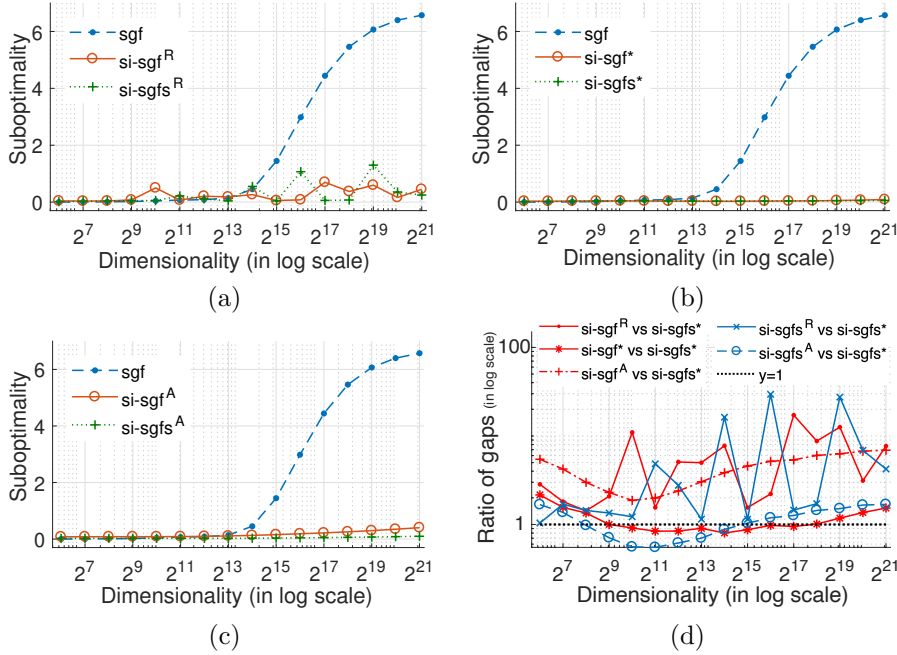 6
4
2
0
Suboptimality
sgf
si-sgf^R
si-sgfs^R
2^7 2^9 2^11 2^13 2^15 2^17 2^19 2^21
Dimensionality (in log scale)
(a)
6
4
2
0
Suboptimality
sgf
si-sgf*
si-sgfs*
2^7 2^9 2^11 2^13 2^15 2^17 2^19 2^21
Dimensionality (in log scale)
(b)
6
4
2
0
Suboptimality
sgf
si-sgf^A
si-sgfs^A
2^7 2^9 2^11 2^13 2^15 2^17 2^19 2^21
Dimensionality (in log scale)
(c)
si-sgf^R vs si-sgfs*
si-sgf* vs si-sgfs*
si-sgf^A vs si-sgfs*
si-sgfs^R vs si-sgfs*
si-sgfs^A vs si-sgfs*
y=1
100
1
Ratio of gaps (in log scale)
2^7 2^9 2^11 2^13 2^15 2^17 2^19 2^21
Dimensionality (in log scale)
(d)